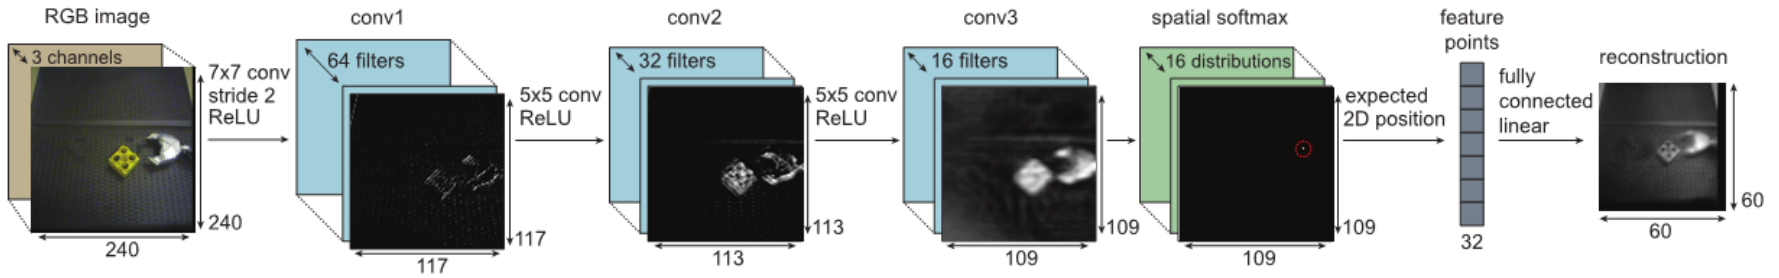 RGB image
3 channels
240
240
7x7 conv
stride 2
ReLU
conv1
64 filters
117
117
5x5 conv
ReLU
conv2
32 filters
113
113
5x5 conv
ReLU
conv3
16 filters
109
109
spatial softmax
16 distributions
109
109
expected
2D position
feature
points
32
fully
connected
linear
reconstruction
60
60